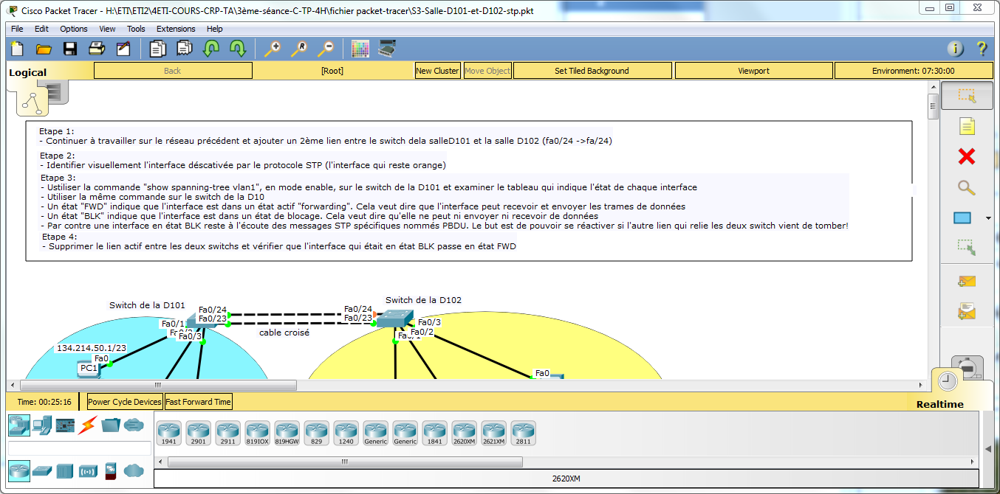 Cisco Packet Tracer - H:\ETI\ETI2\4ETI-COURS-CRP-TA\3ème-séance-C-TP-4H\fichier packet-tracer\S3-Salle-D101-et-D102-stp.pkt
File Edit Options View Tools Extensions Help
Logical Back [Root] New Cluster Move Object Set Tiled Background Viewport Environment: 07:30:00
Etape 1:
- Continuer à travailler sur le réseau précédent et ajouter un 2ème lien entre le switch dela salleD101 et la salle D102 (fa0/24 ->fa/24)
Etape 2:
- Identifier visuellement l'interface déscativée par le protocole STP (l'interface qui reste orange)
Etape 3:
- Ustiliser la commande "show spanning-tree vlan1", en mode enable, sur le switch de la D101 et examiner le tableau qui indique l'état de chaque interface
- Utiliser la même commande sur le switch de la D10
- Un état "FWD" indique que l'interface est dans un état actif "forwarding". Cela veut dire que l'interface peut recevoir et envoyer les trames de données
- Un état "BLK" indique que l'interface est dans un état de blocage. Cela veut dire qu'elle ne peut ni envoyer ni recevoir de données
- Par contre une interface en état BLK reste à l'écoute des messages STP spécifiques nommés PBDU. Le but est de pouvoir se réactiver si l'autre lien qui relie les deux switch vient de tomber!
Etape 4:
- Supprimer le lien actif entre les deux switchs et vérifier que l'interface qui était en état BLK passe en état FWD
Switch de la D101
Switch de la D102
Fa0/24
Fa0/23
Fa0/1
Fa0/3
Fa0/24
Fa0/23
Fa0/3
Fa0/2
cable croisé
134.214.50.1/23
Fa0
PC1
Fa0
Time: 00:25:16 Power Cycle Devices Fast Forward Time
Realtime
1941 2901 2911 819IOX 819HGW 829 1240 Generic Generic 1841 2620XM 2621XM 2811
2620XM